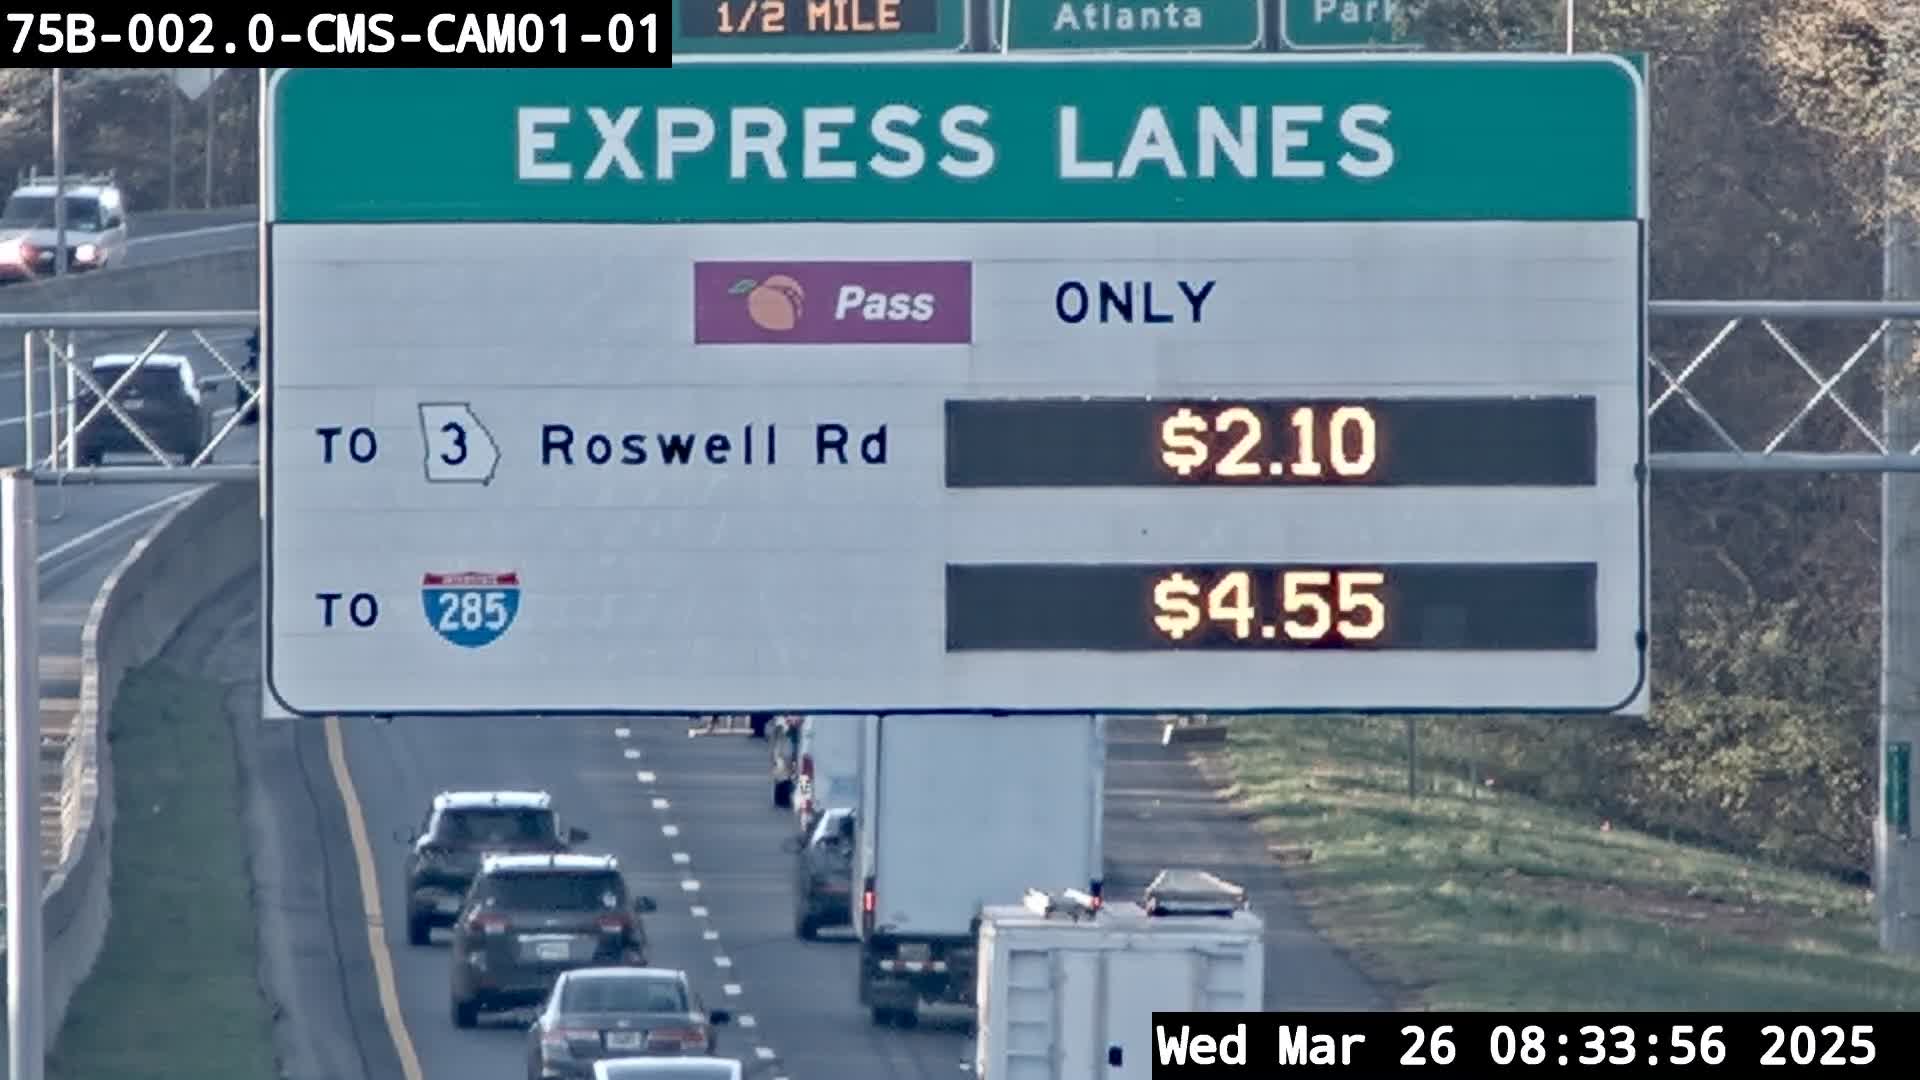 75B-002.0-CMS-CAM01-01
1/2 MILE
Atlanta
EXPRESS LANES
Pass ONLY
TO 3 Roswell Rd $2.10
TO 285 $4.55
Wed Mar 26 08:33:56 2025